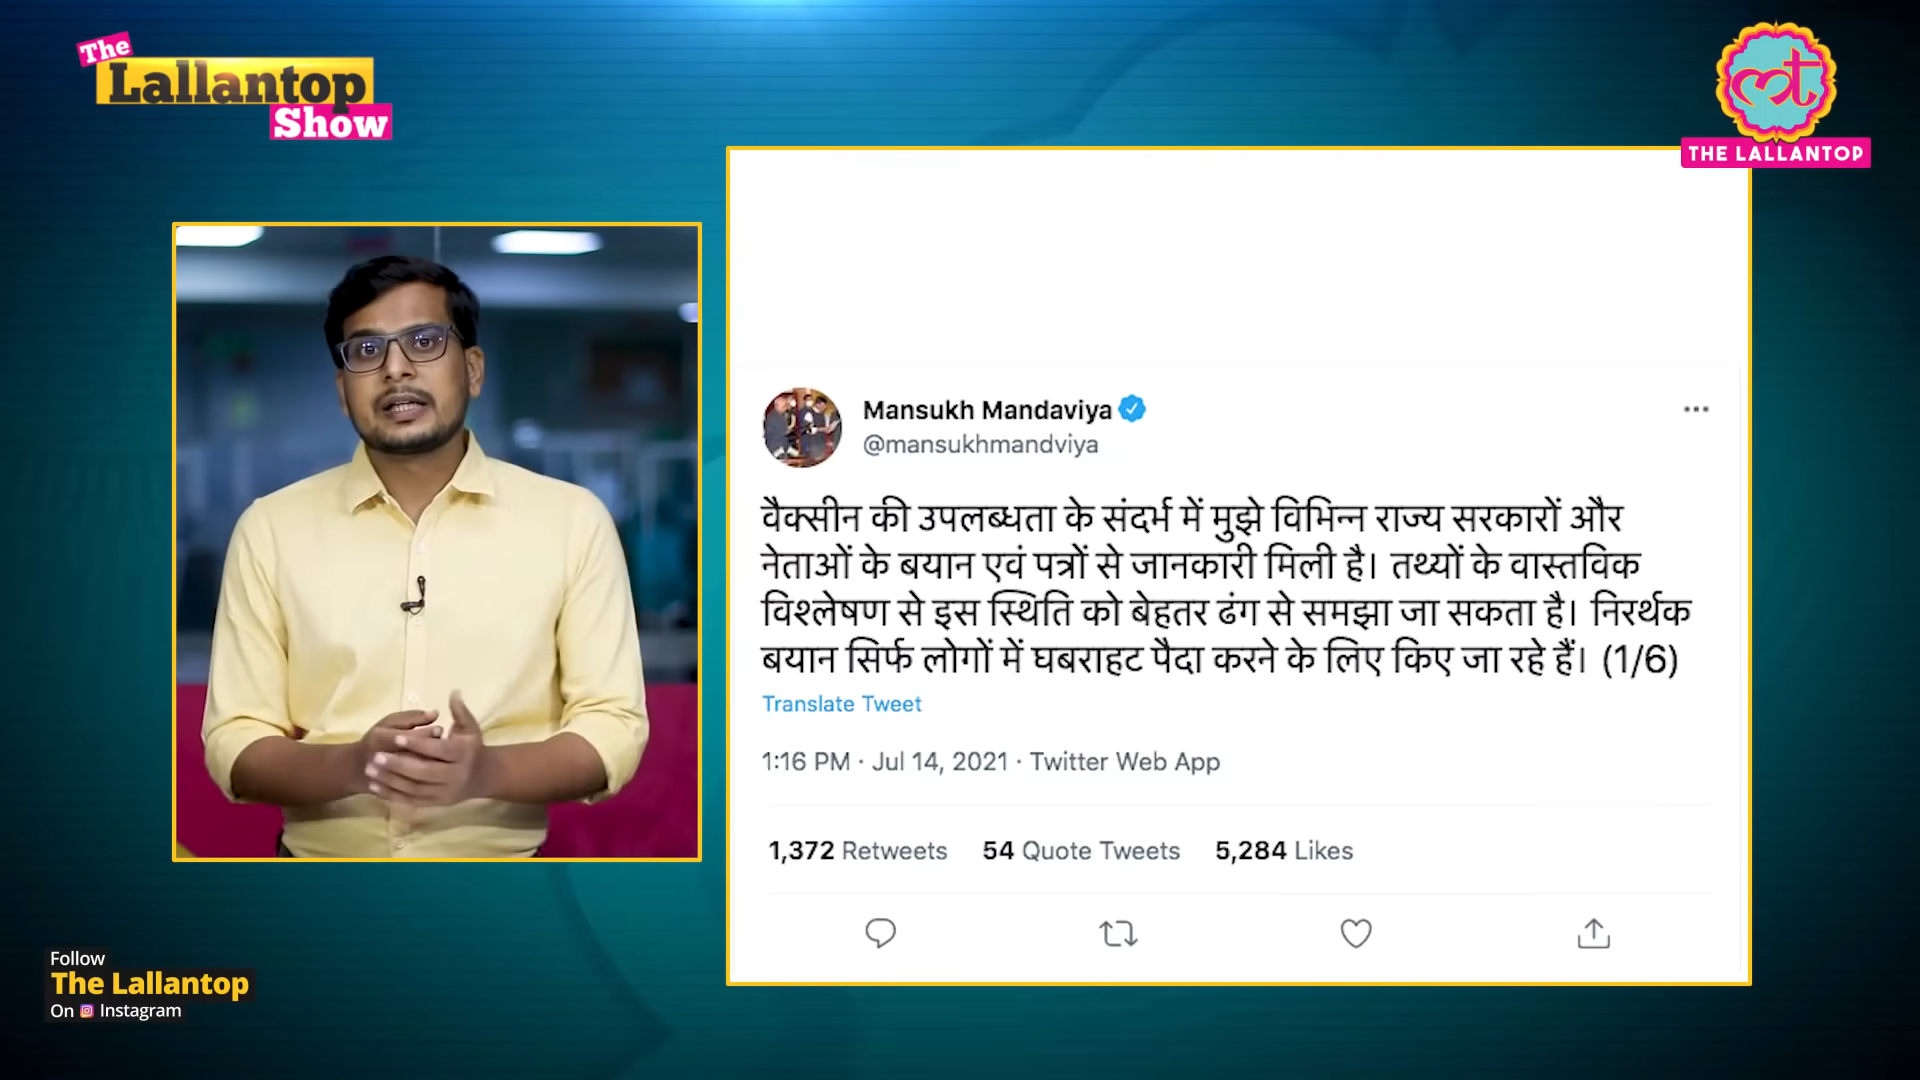 The
Lallantop
Show
लt
THE LALLANTOP
Mansukh Mandaviya
@mansukhmandviya
वैक्सीन की उपलब्धता के संदर्भ में मुझे विभिन्न राज्य सरकारों और
नेताओं के बयान एवं पत्रों से जानकारी मिली है। तथ्यों के वास्तविक
विश्लेषण से इस स्थिति को बेहतर ढंग से समझा जा सकता है। निरर्थक
बयान सिर्फ लोगों में घबराहट पैदा करने के लिए किए जा रहे हैं। (1/6)
Translate Tweet
1:16 PM · Jul 14, 2021 · Twitter Web App
1,372 Retweets 54 Quote Tweets 5,284 Likes
Follow
The Lallantop
On Instagram